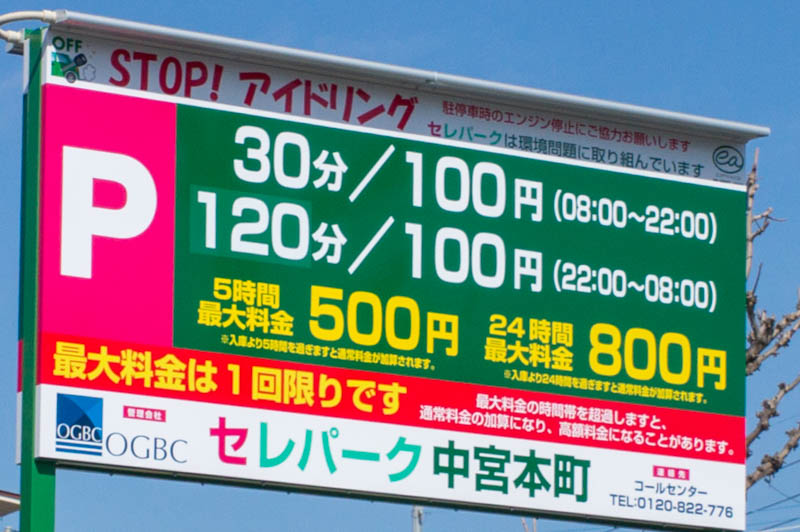 OFF
STOP! アイドリング
駐停車時のエンジン停止にご協力お願いします
セレパークは環境問題に取り組んでいます
ea
P
30分/100円(08:00~22:00)
120分/100円(22:00~08:00)
5時間
最大料金
500円
※入庫より5時間を過ぎますと通常料金が加算されます。
24時間
最大料金
800円
※入庫より24時間を過ぎますと通常料金が加算されます。
最大料金は1回限りです
最大料金の時間帯を超過しますと、
通常料金の加算になり、高額料金になることがあります。
OGBC
管理会社
OGBC
セレパーク中宮本町
連絡先
コールセンター
TEL:0120-822-776